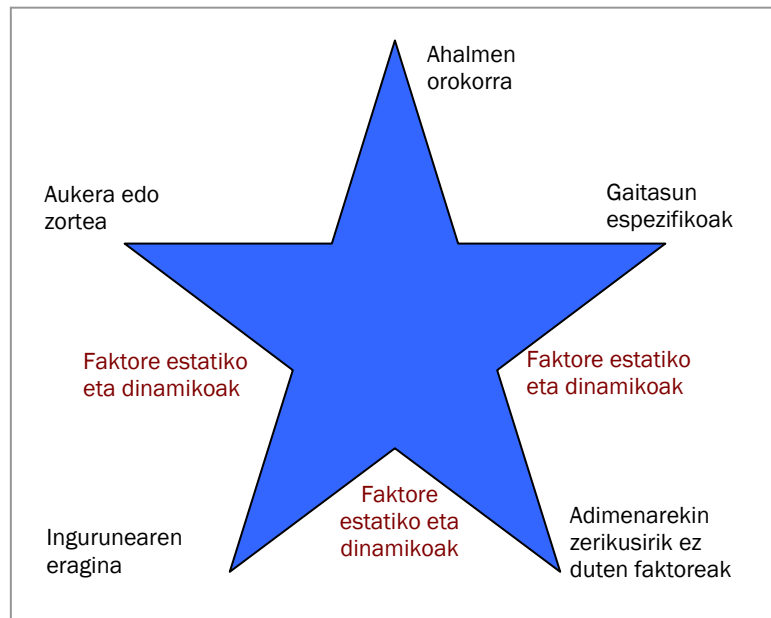 Ahalmen
orokorra
Aukera edo
zortea
Gaitasun
espezifikoak
Faktore estatiko
eta dinamikoak
Faktore estatiko
eta dinamikoak
Faktore
estatiko eta
dinamikoak
Ingurunearen
eragina
Adimenarekin
zerikusirik ez
duten faktoreak